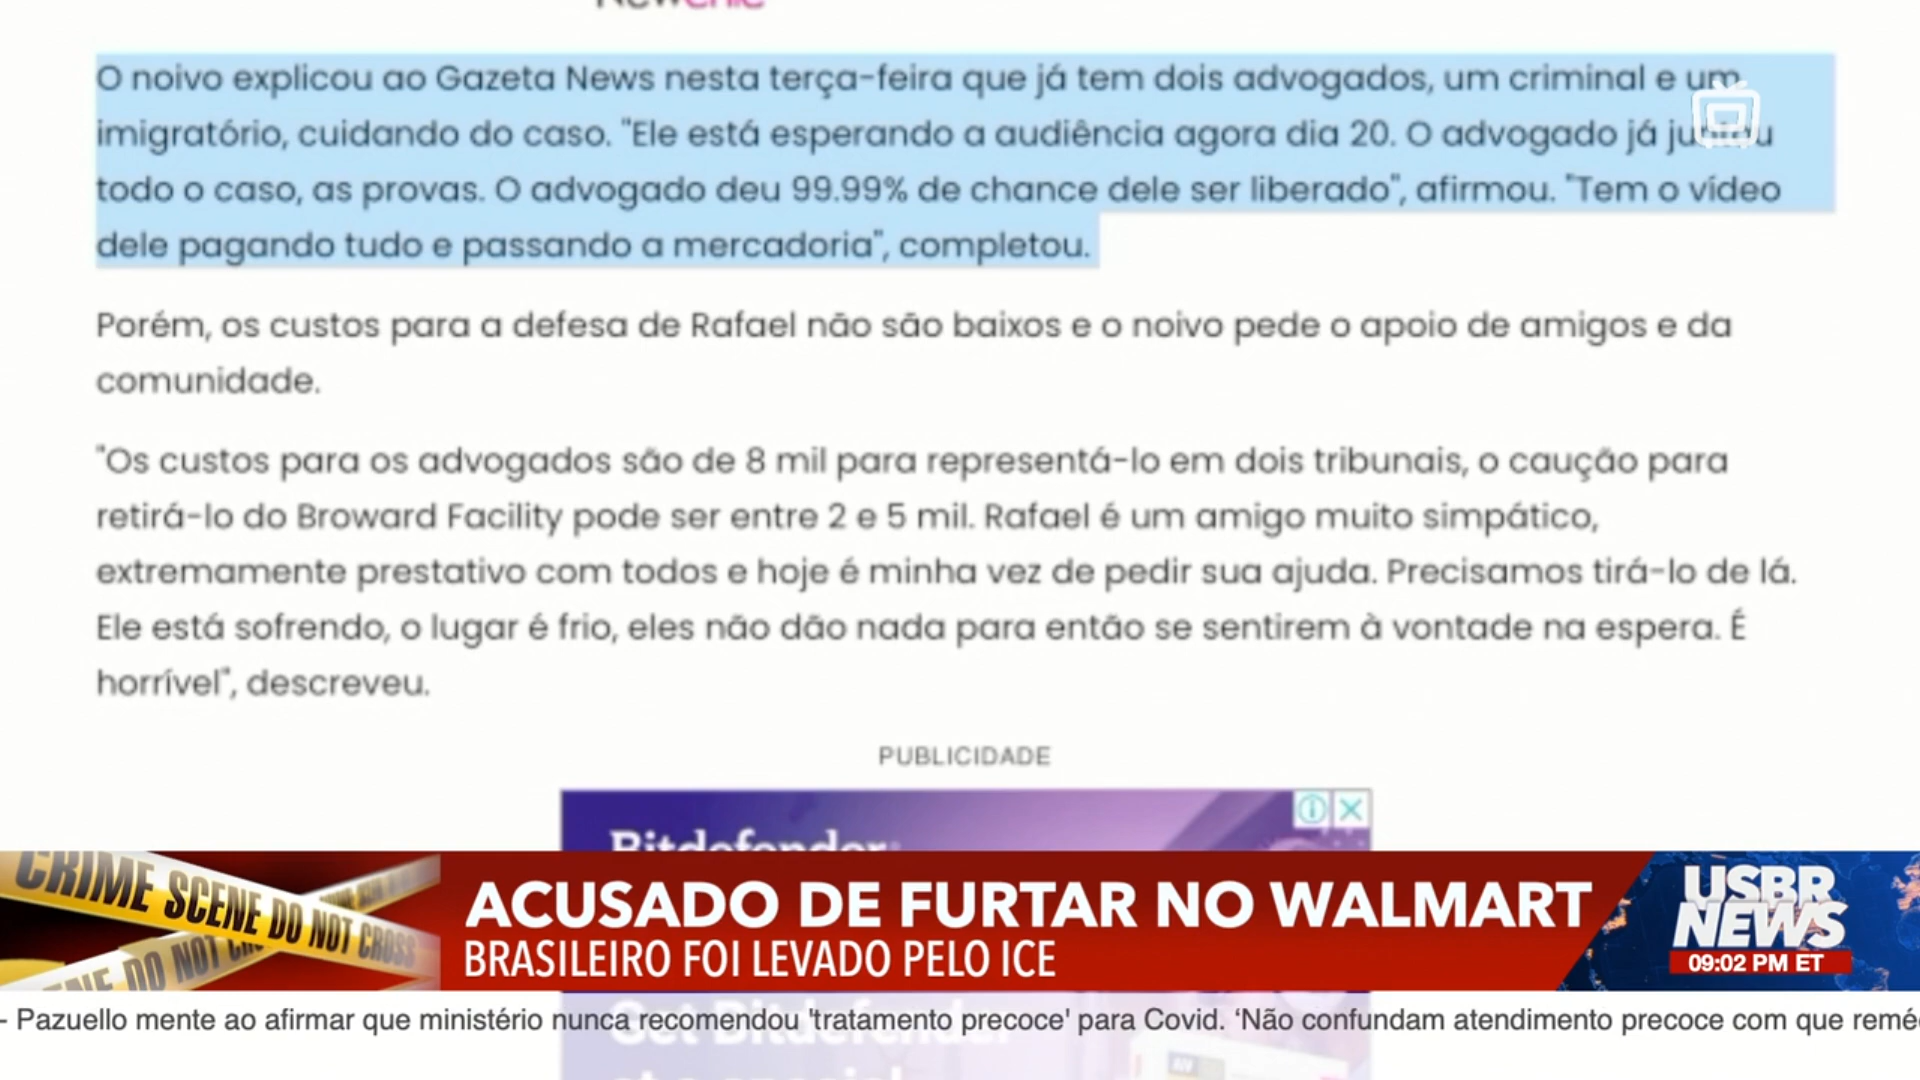 O noivo explicou ao Gazeta News nesta terça-feira que já tem dois advogados, um criminal e um
imigratório, cuidando do caso. "Ele está esperando a audiência agora dia 20. O advogado já juntou
todo o caso, as provas. O advogado deu 99.99% de chance dele ser liberado", afirmou. "Tem o vídeo
dele pagando tudo e passando a mercadoria", completou.
Porém, os custos para a defesa de Rafael não são baixos e o noivo pede o apoio de amigos e da
comunidade.
"Os custos para os advogados são de 8 mil para representá-lo em dois tribunais, o caução para
retirá-lo do Broward Facility pode ser entre 2 e 5 mil. Rafael é um amigo muito simpático,
extremamente prestativo com todos e hoje é minha vez de pedir sua ajuda. Precisamos tirá-lo de lá.
Ele está sofrendo, o lugar é frio, eles não dão nada para então se sentirem à vontade na espera. É
horrível", descreveu.
PUBLICIDADE
Bitdefender
CRIME SCENE DO NOT CROSS
ENE DO NOT CROSS
ACUSADO DE FURTAR NO WALMART
BRASILEIRO FOI LEVADO PELO ICE
USBR
NEWS
09:02 PM ET
- Pazuello mente ao afirmar que ministério nunca recomendou 'tratamento precoce' para Covid. ‘Não confundam atendimento precoce com que
Get Bitdefender